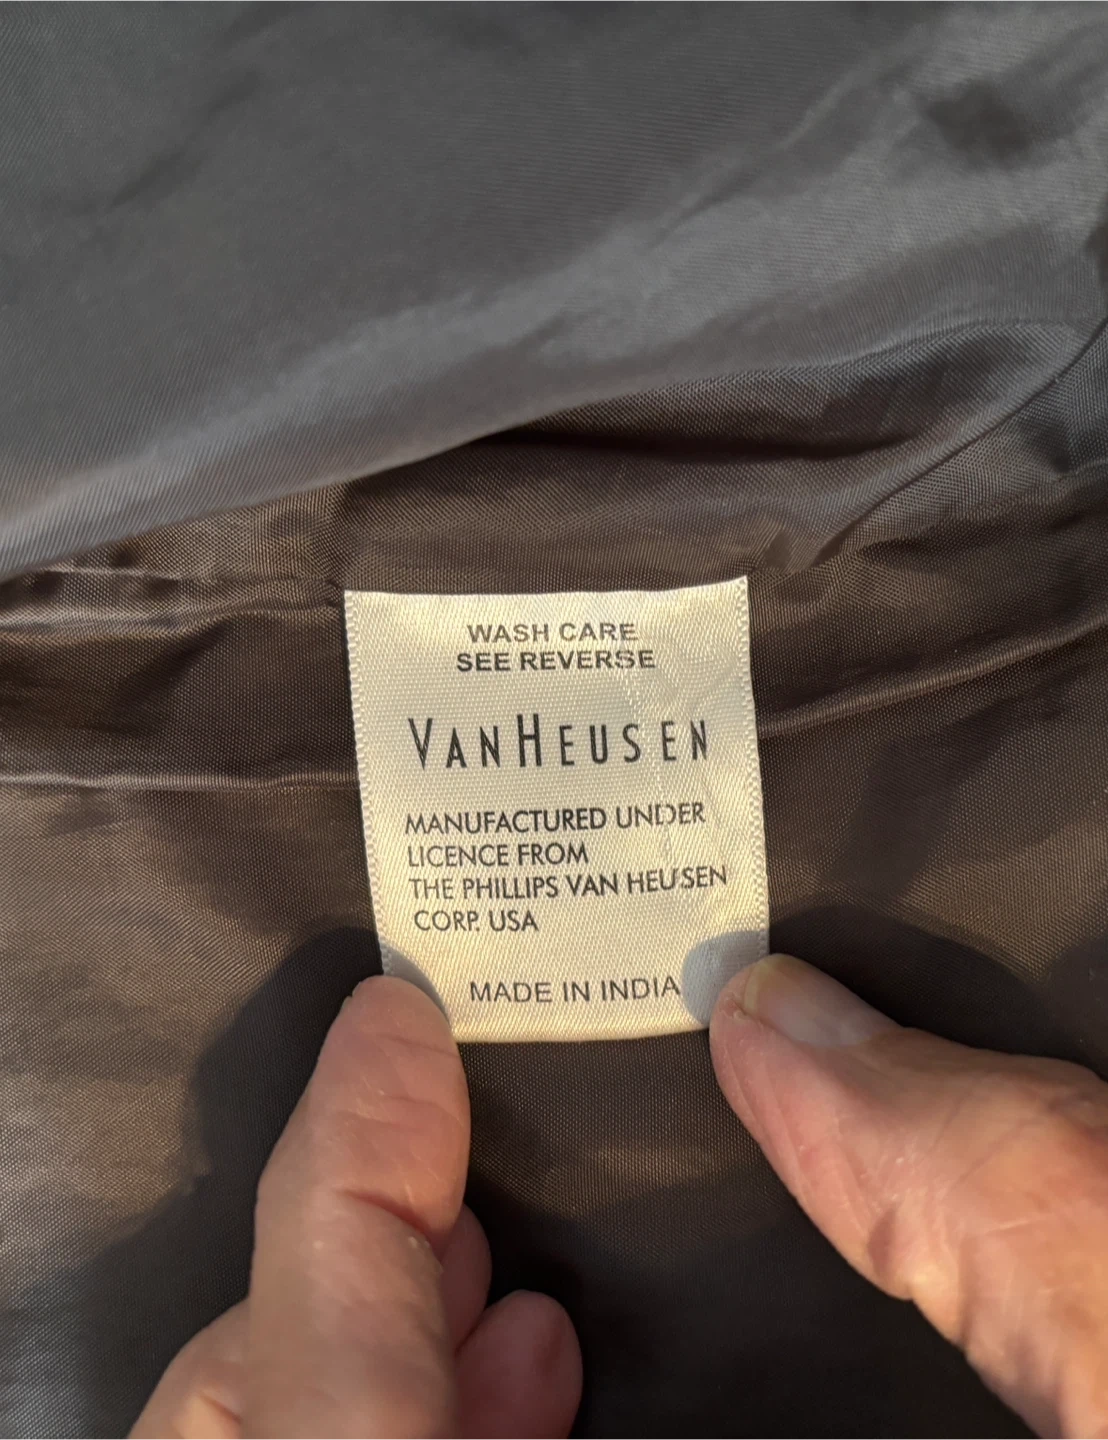 WASH CARE
SEE REVERSE
VANHEUSEN
MANUFACTURED UNDER
LICENCE FROM
THE PHILLIPS VAN HEUSEN
CORP. USA
MADE IN INDIA